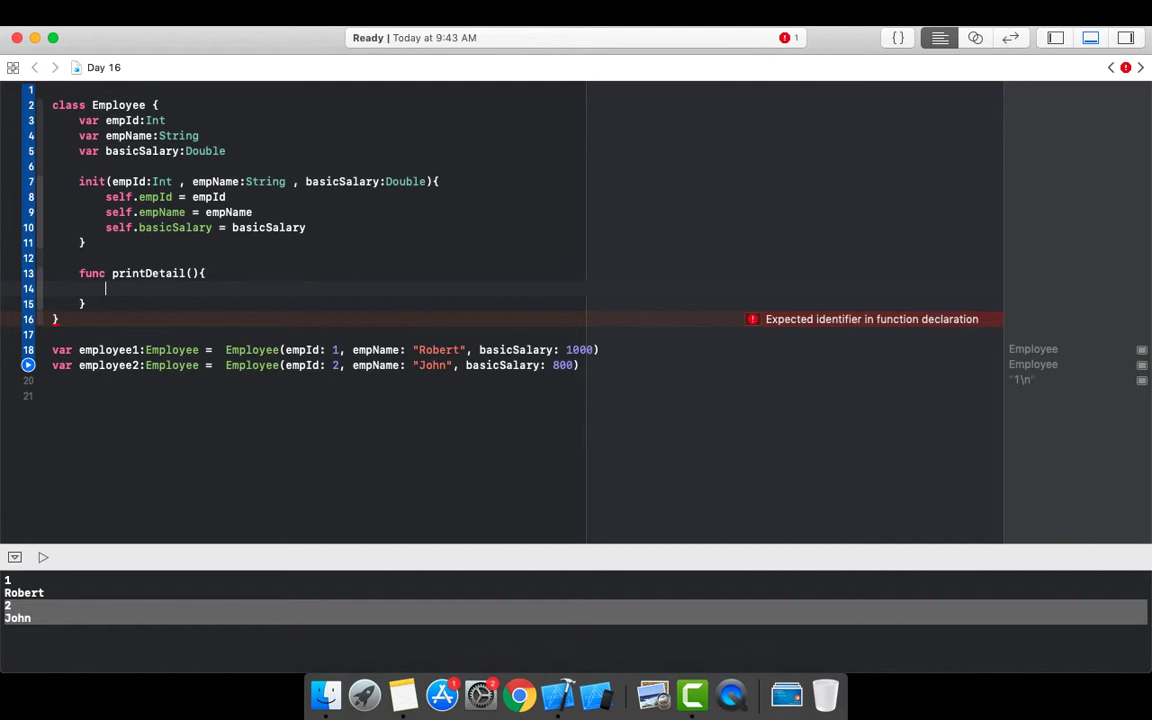 Ready | Today at 9:43 AM
1
{ }
Day 16
1
2 class Employee {
3 var empId:Int
4 var empName:String
5 var basicSalary:Double
6
7 init(empId:Int , empName:String , basicSalary:Double){
8 self.empId = empId
9 self.empName = empName
10 self.basicSalary = basicSalary
11 }
12
13 func printDetail(){
14
15 }
16 } Expected identifier in function declaration
17
18 var employee1:Employee =  Employee(empId: 1, empName: "Robert", basicSalary: 1000) Employee
var employee2:Employee =  Employee(empId: 2, empName: "John", basicSalary: 800) Employee
20 "1\n"
21
1
Robert
2
John
1
2